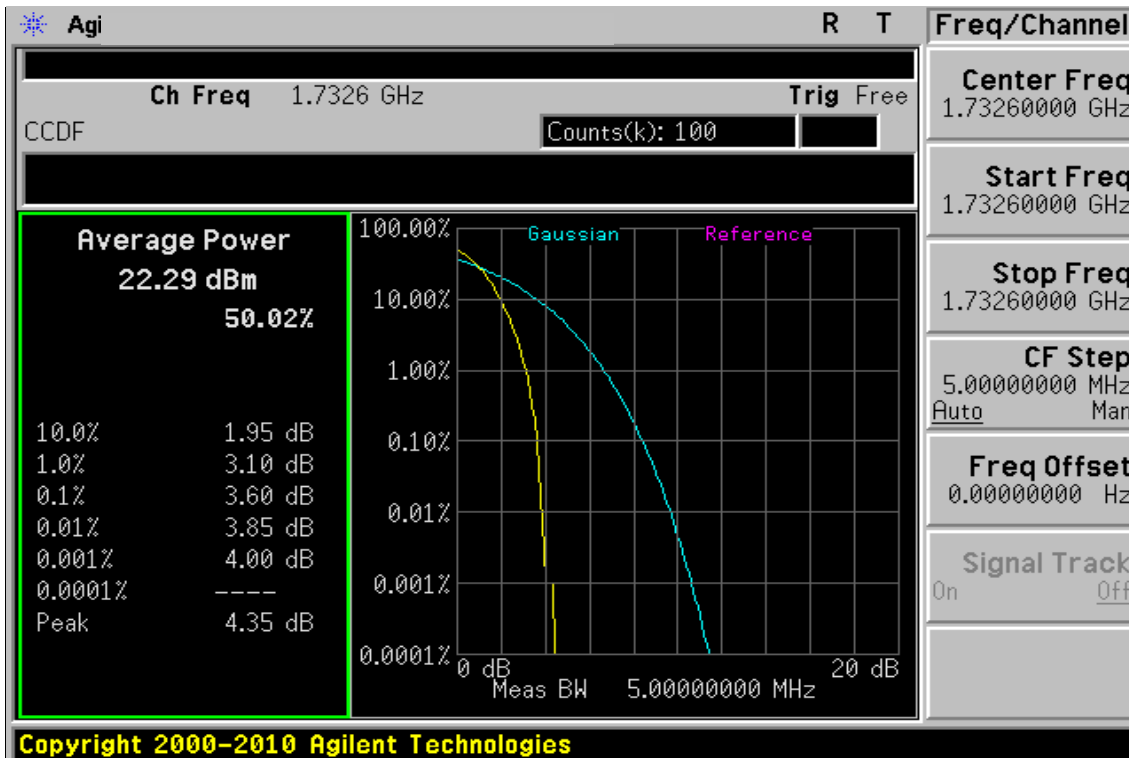 Agi R T
Freq/Channel
Ch Freq 1.7326 GHz Trig Free
CCDF Counts(k): 100
Average Power
22.29 dBm
50.02%
10.0% 1.95 dB
1.0% 3.10 dB
0.1% 3.60 dB
0.01% 3.85 dB
0.001% 4.00 dB
0.0001% ----
Peak 4.35 dB
Gaussian Reference
100.00%
10.00%
1.00%
0.10%
0.01%
0.001%
0.0001%
0 dB 20 dB
Meas BW 5.00000000 MHz
Center Freq
1.73260000 GHz
Start Freq
1.73260000 GHz
Stop Freq
1.73260000 GHz
CF Step
5.00000000 MHz
Auto Man
Freq Offset
0.00000000 Hz
Signal Track
On Off
Copyright 2000-2010 Agilent Technologies